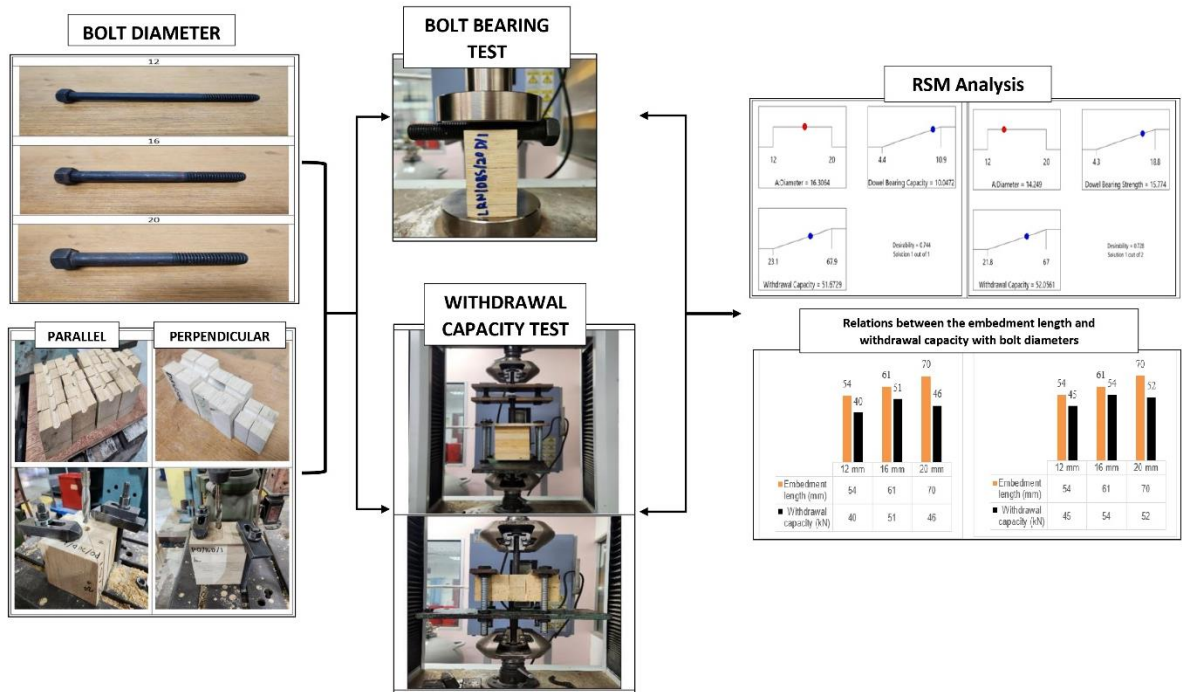 BOLT DIAMETER
12
16
20
PARALLEL
PERPENDICULAR
BOLT BEARING
TEST
LAN/DBS/20D/1
WITHDRAWAL
CAPACITY TEST
RSM Analysis
12
20
A:Diameter = 16.3064
4.4
10.9
Dowel Bearing Capacity = 10.0472
23.1
67.9
Withdrawal Capacity = 51.9729
Desirability = 0.744
Solution 1 out of 1
12
20
A:Diameter = 14.249
4.3
18.8
Dowel Bearing Strength = 15.774
21.8
67
Withdrawal Capacity = 52.0561
Desirability = 0.728
Solution 1 out of 2
Relations between the embedment length and
withdrawal capacity with bolt diameters
54
40
61
51
70
46
12 mm
16 mm
20 mm
Embedment
length (mm)
54
61
70
Withdrawal
capacity (kN)
40
51
46
54
45
61
54
70
52
12 mm
16 mm
20 mm
Embedment
length (mm)
54
61
70
Withdrawal
capacity (kN)
45
54
52